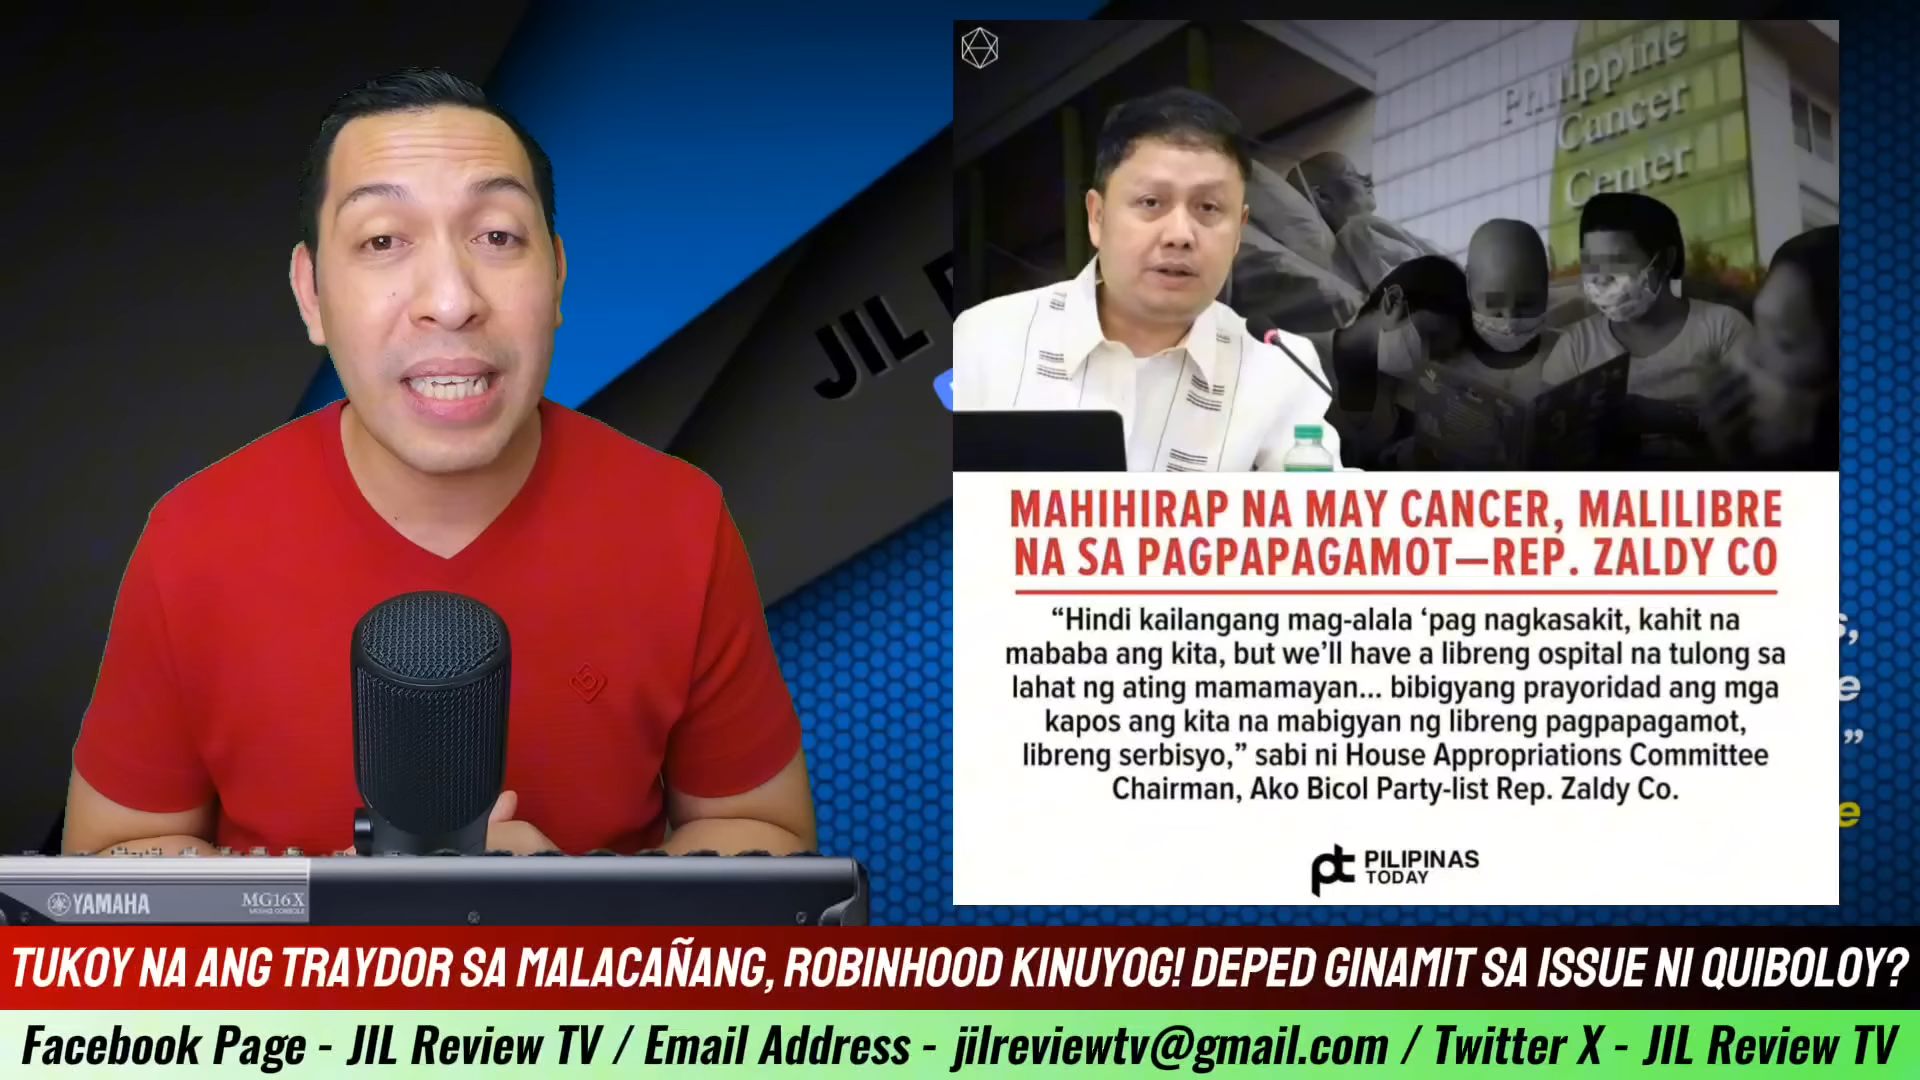 Philippine
Cancer
Center
JIL
MAHIHIRAP NA MAY CANCER, MALILIBRE
NA SA PAGPAPAGAMOT—REP. ZALDY CO
“Hindi kailangang mag-alala ‘pag nagkasakit, kahit na
mababa ang kita, but we’ll have a libreng ospital na tulong sa
lahat ng ating mamamayan... bibigyang prayoridad ang mga
kapos ang kita na mabigyan ng libreng pagpapagamot,
libreng serbisyo,” sabi ni House Appropriations Committee
Chairman, Ako Bicol Party-list Rep. Zaldy Co.
PILIPINAS
TODAY
YAMAHA
MG16X
MIXING CONSOLE
TUKOY NA ANG TRAYDOR SA MALACAÑANG, ROBINHOOD KINUYOG! DEPED GINAMIT SA ISSUE NI QUIBOLOY?
Facebook Page - JIL Review TV / Email Address - jilreviewtv@gmail.com / Twitter X - JIL Review TV